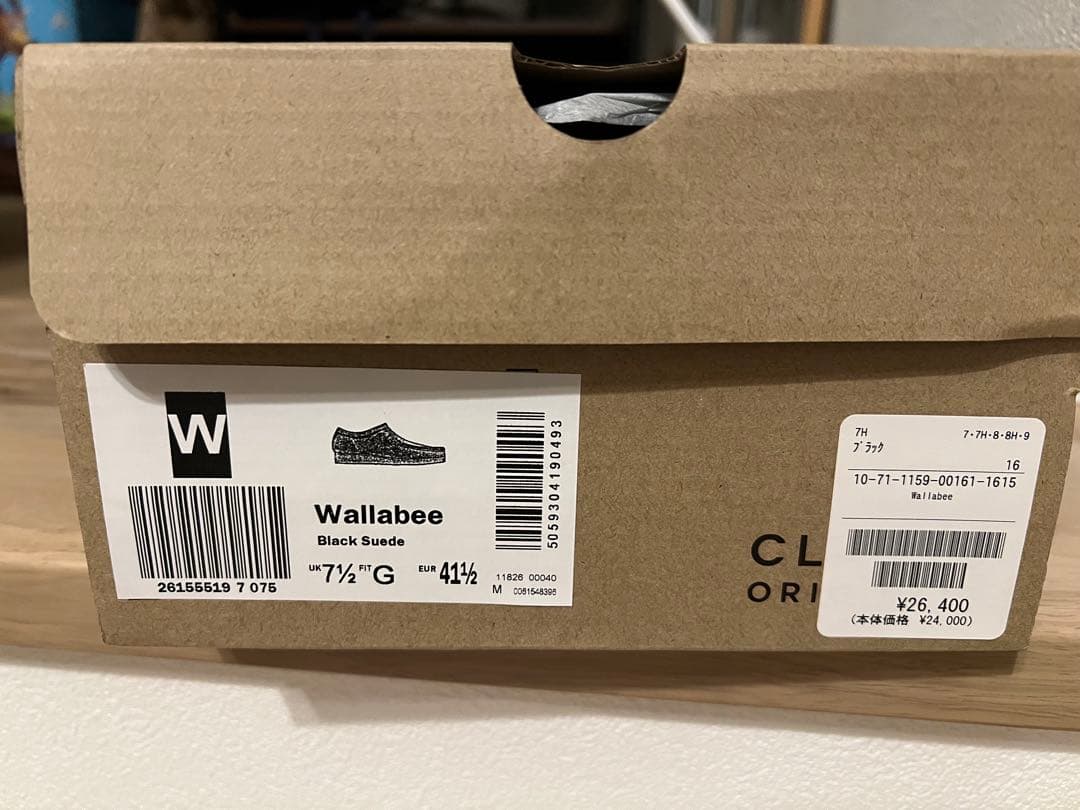 W
26155519 7 075
Wallabee
Black Suede
UK 7½ FIT G EUR 41½
5059304190493
11826 00040
M 0061548396
CL
ORI
7H 7・7H・8・8H・9
ブラック
16
10-71-1159-00161-1615
Wallabee
¥26,400
(本体価格 ¥24,000)